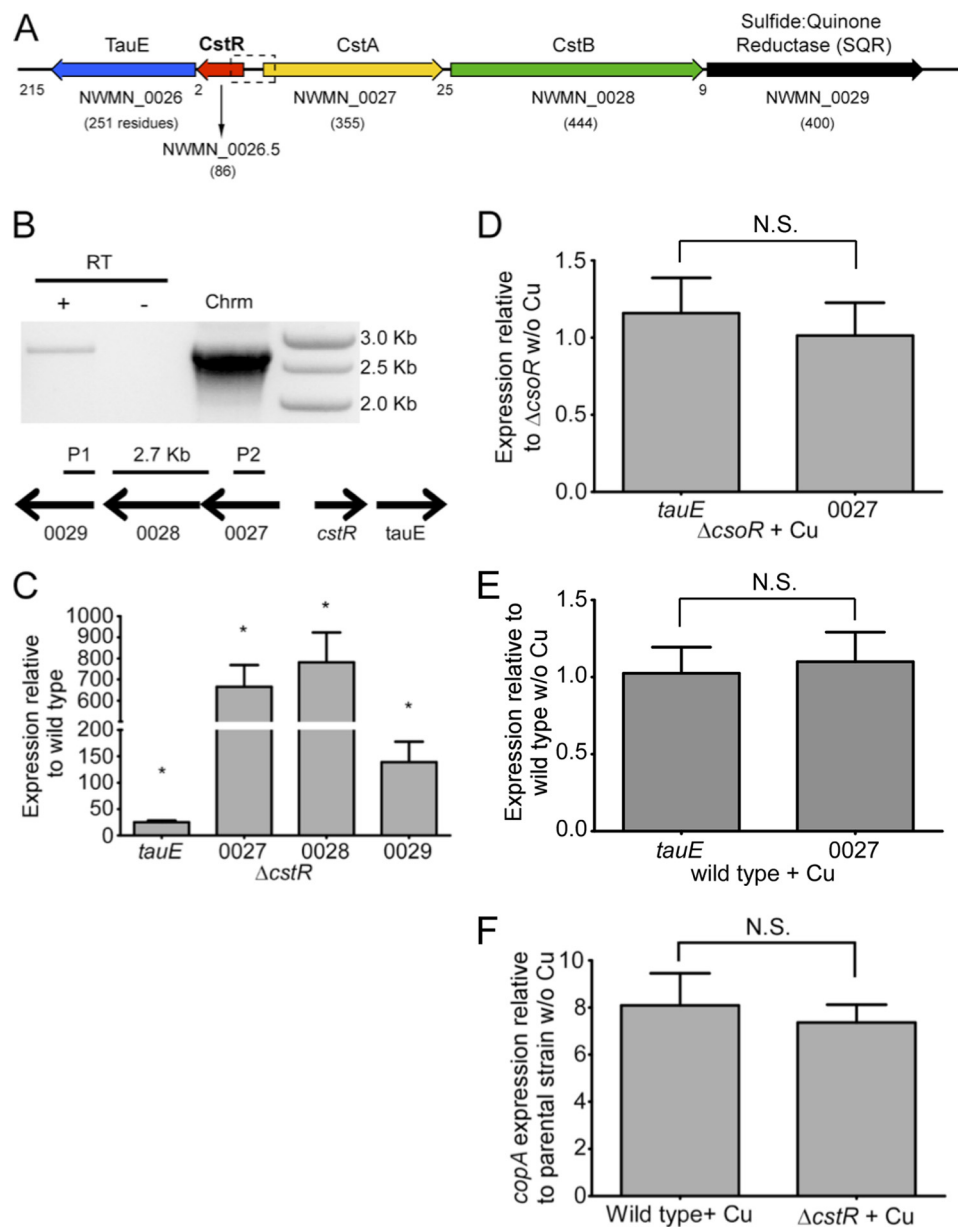 A
TauE
CstR
CstA
CstB
Sulfide:Quinone
Reductase (SQR)
215
NWMN_0026
2
NWMN_0027
25
NWMN_0028
9
NWMN_0029
(251 residues)
(355)
(444)
(400)
NWMN_0026.5
(86)
B
RT
+
-
Chrm
3.0 Kb
2.5 Kb
2.0 Kb
P1
2.7 Kb
P2
0029
0028
0027
cstR
tauE
C
Expression relative
to wild type
1000
900
800
700
600
200
150
100
50
0
*
*
*
*
tauE
0027
0028
0029
ΔcstR
D
N.S.
Expression relative
to ΔcsoR w/o Cu
1.5
1.0
0.5
0.0
tauE
0027
ΔcsoR + Cu
E
N.S.
Expression relative to
wild type w/o Cu
1.5
1.0
0.5
0.0
tauE
0027
wild type + Cu
F
N.S.
copA expression relative
to parental strain w/o Cu
10
8
6
4
2
0
Wild type+ Cu
ΔcstR + Cu